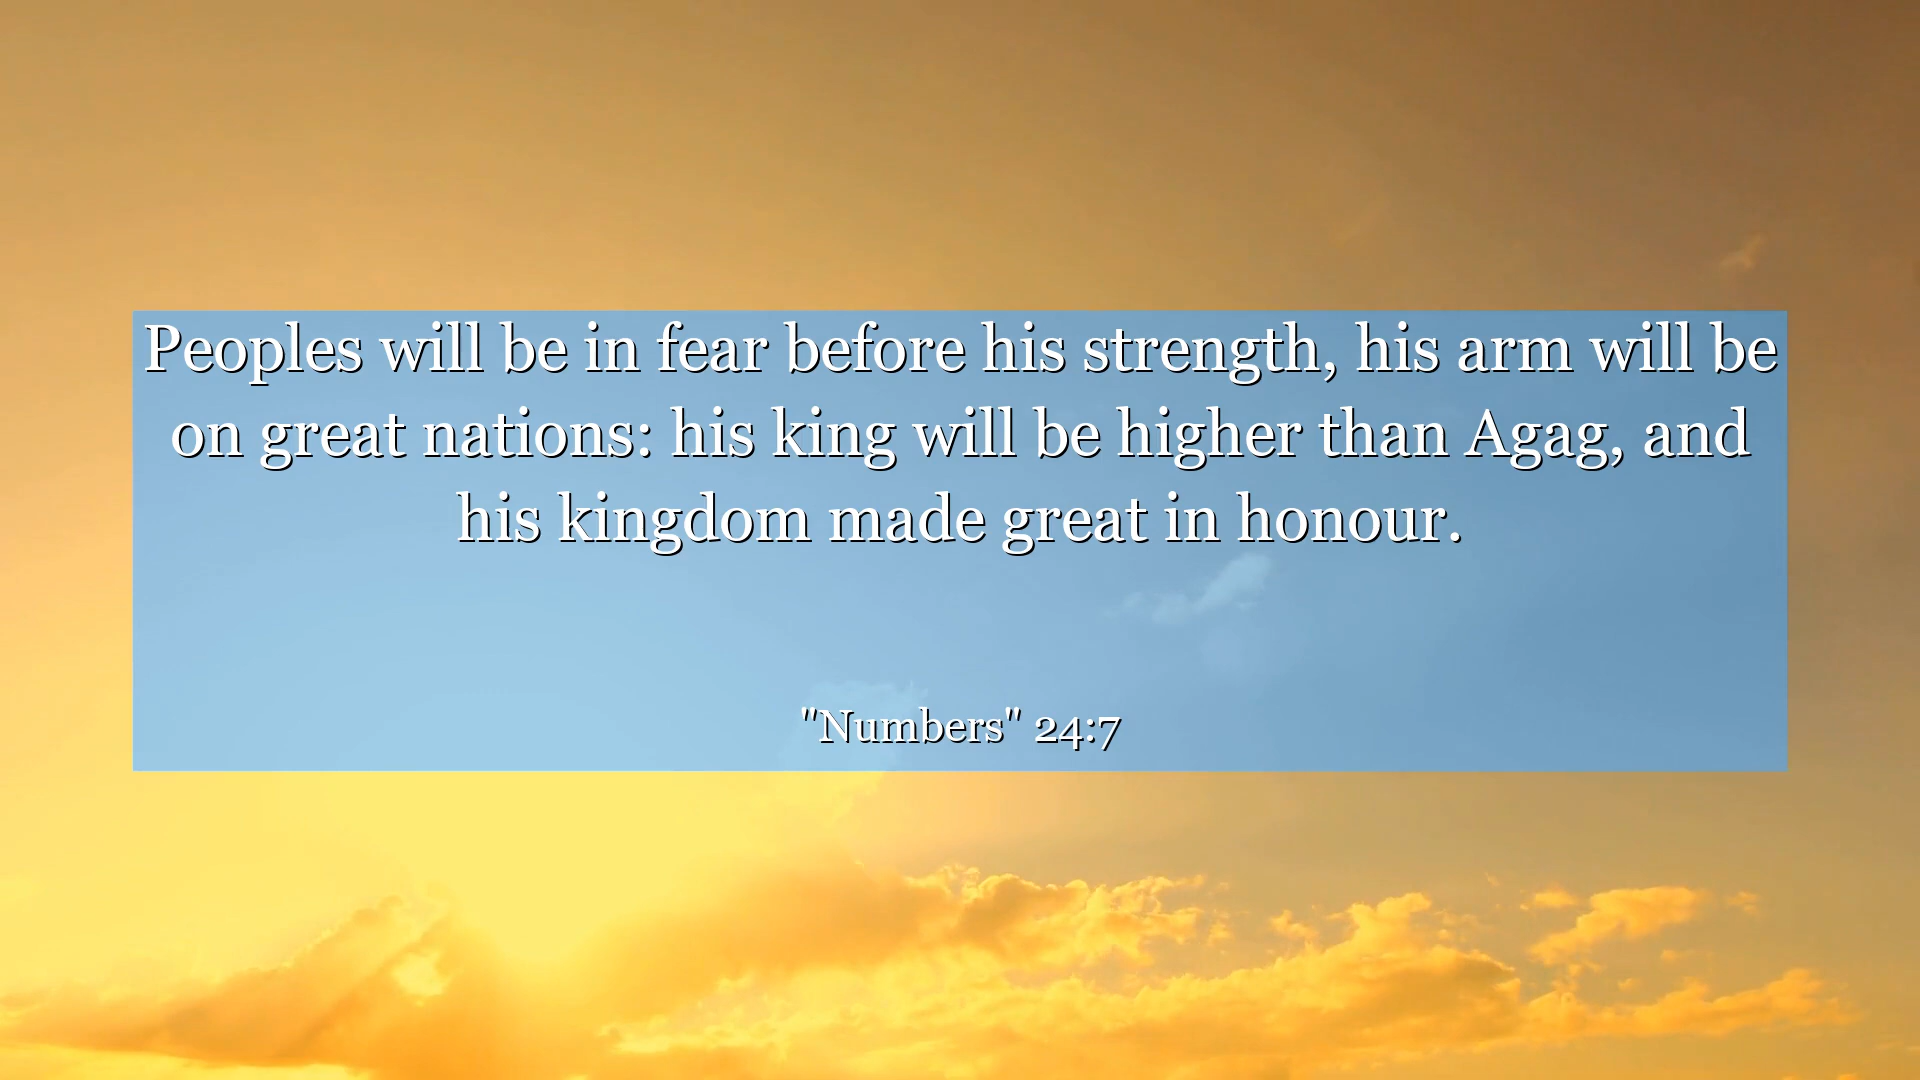 Peoples will be in fear before his strength, his arm will be
on great nations: his king will be higher than Agag, and
his kingdom made great in honour.
"Numbers" 24:7